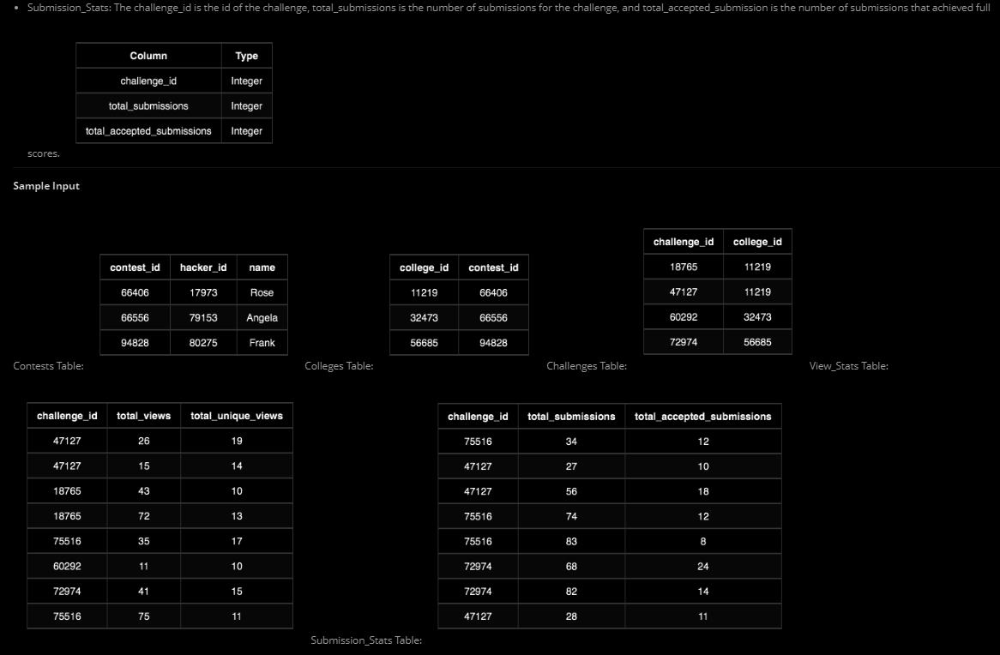 Submission_Stats: The challenge_id is the id of the challenge, total_submissions is the number of submissions for the challenge, and total_accepted_submission is the number of submissions that achieved full
Column Type
challenge_id Integer
total_submissions Integer
total_accepted_submissions Integer
scores.
Sample Input
contest_id hacker_id name
66406 17973 Rose
66556 79153 Angela
94828 80275 Frank
Contests Table:
college_id contest_id
11219 66406
32473 66556
56685 94828
Colleges Table:
challenge_id college_id
18765 11219
47127 11219
60292 32473
72974 56685
Challenges Table:
View_Stats Table:
challenge_id total_views total_unique_views
47127 26 19
47127 15 14
18765 43 10
18765 72 13
75516 35 17
60292 11 10
72974 41 15
75516 75 11
Submission_Stats Table:
challenge_id total_submissions total_accepted_submissions
75516 34 12
47127 27 10
47127 56 18
75516 74 12
75516 83 8
72974 68 24
72974 82 14
47127 28 11